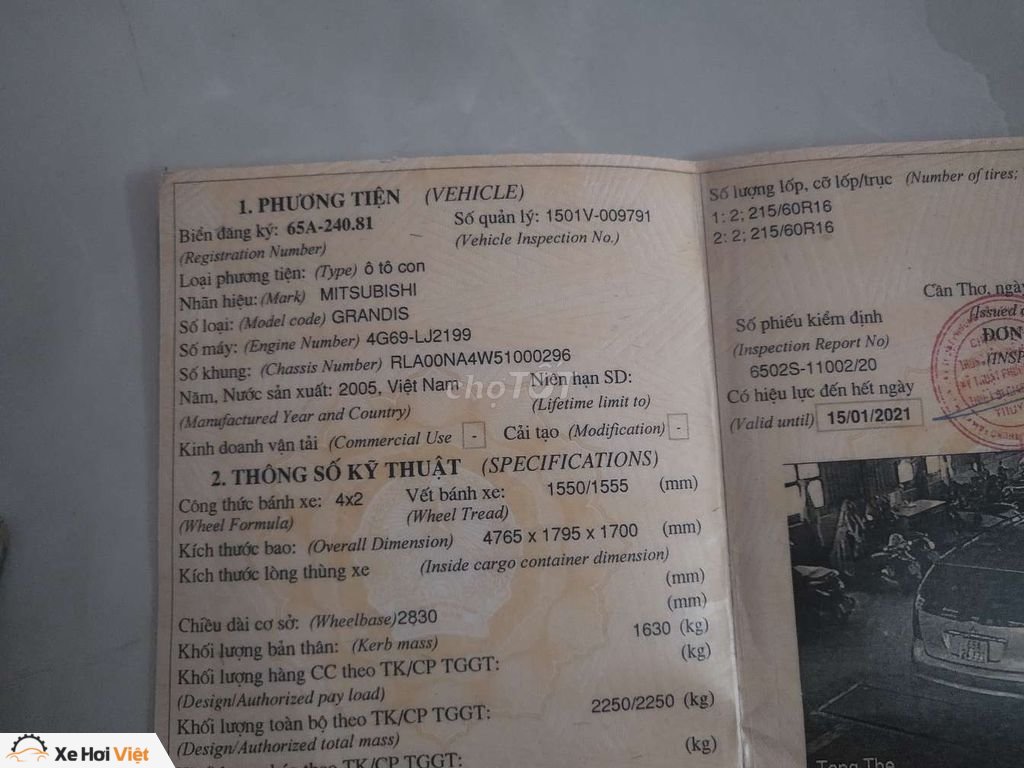 1. PHƯƠNG TIỆN (VEHICLE)
Biển đăng ký: 65A-240.81 Số quản lý: 1501V-009791
(Registration Number) (Vehicle Inspection No.)
Loại phương tiện: (Type) ô tô con
Nhãn hiệu: (Mark) MITSUBISHI
Số loại: (Model code) GRANDIS
Số máy: (Engine Number) 4G69-LJ2199
Số khung: (Chassis Number) RLA00NA4W51000296
Năm, Nước sản xuất: 2005, Việt Nam Niên hạn SD:
(Manufactured Year and Country) (Lifetime limit to)
Kinh doanh vận tải (Commercial Use - Cải tạo (Modification) -
2. THÔNG SỐ KỸ THUẬT (SPECIFICATIONS)
Công thức bánh xe: 4x2 Vết bánh xe: 1550/1555 (mm)
(Wheel Formula) (Wheel Tread)
Kích thước bao: (Overall Dimension) 4765 x 1795 x 1700 (mm)
Kích thước lòng thùng xe (Inside cargo container dimension)
(mm)
Chiều dài cơ sở: (Wheelbase) 2830 (mm)
Khối lượng bản thân: (Kerb mass) 1630 (kg)
Khối lượng hàng CC theo TK/CP TGGT: (kg)
(Design/Authorized pay load)
Khối lượng toàn bộ theo TK/CP TGGT: 2250/2250 (kg)
(Design/Authorized total mass)
theo TK/CP TGGT: (kg)
Số lượng lốp, cỡ lốp/trục (Number of tires;
1: 2; 215/60R16
2: 2; 215/60R16
Cần Thơ, ngày
(Issued
Số phiếu kiểm định ĐƠN
(Inspection Report No) (INSP
6502S-11002/20
Có hiệu lực đến hết ngày
(Valid until) 15/01/2021
chợTỐT
Xe Hơi Việt